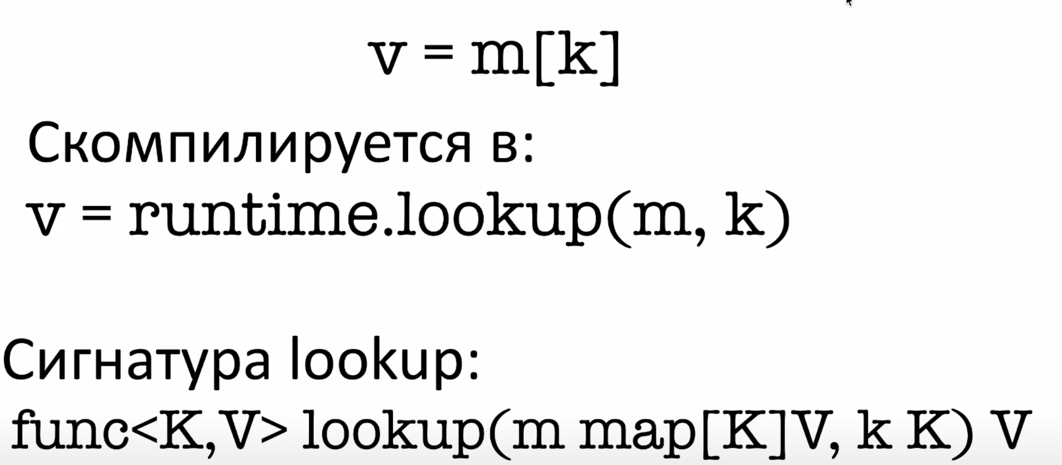 v = m[k]
Скомпилируется в:
v = runtime.lookup(m, k)
Сигнатура lookup:
func<K,V> lookup(m map[K]V, k K) V